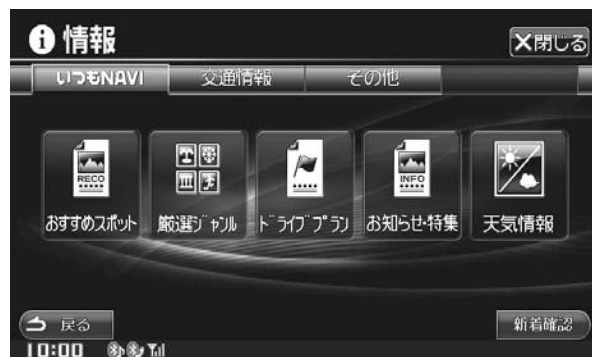 情報
×閉じる
いつもNAVI 交通情報 その他
RECO INFO
おすすめスポット 厳選ジャンル ドライブプラン お知らせ・特集 天気情報
戻る 新着確認
10:00